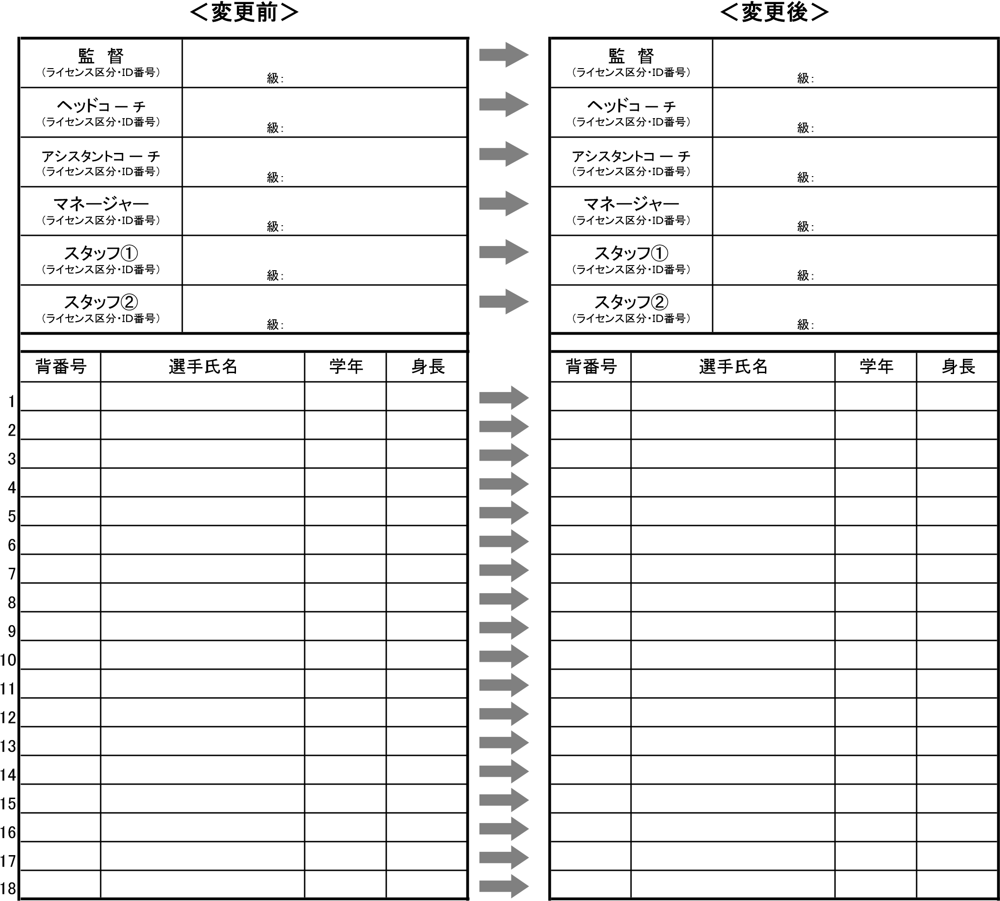 ＜変更前＞ ＜変更後＞
監　督 監　督
（ライセンス区分・ID番号） （ライセンス区分・ID番号）
級： 級：
ヘッドコーチ ヘッドコーチ
（ライセンス区分・ID番号） （ライセンス区分・ID番号）
級： 級：
アシスタントコーチ アシスタントコーチ
（ライセンス区分・ID番号） （ライセンス区分・ID番号）
級： 級：
マネージャー マネージャー
（ライセンス区分・ID番号） （ライセンス区分・ID番号）
級： 級：
スタッフ① スタッフ①
（ライセンス区分・ID番号） （ライセンス区分・ID番号）
級： 級：
スタッフ② スタッフ②
（ライセンス区分・ID番号） （ライセンス区分・ID番号）
級： 級：
背番号 選手氏名 学年 身長 背番号 選手氏名 学年 身長
1
2
3
4
5
6
7
8
9
10
11
12
13
14
15
16
17
18